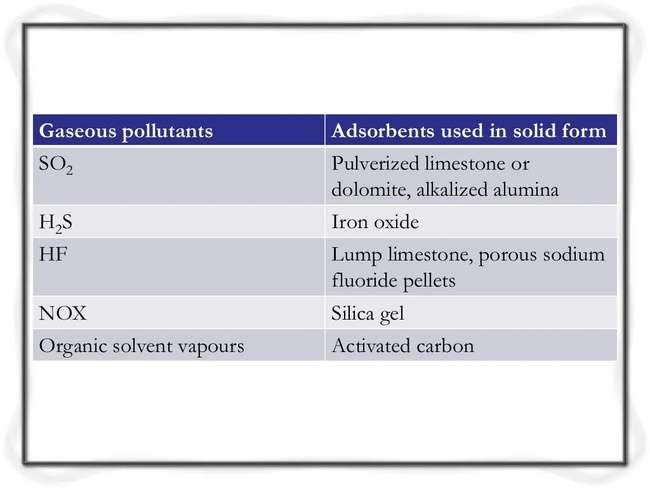 Gaseous pollutants Adsorbents used in solid form
SO₂ Pulverized limestone or
dolomite, alkalized alumina
H₂S Iron oxide
HF Lump limestone, porous sodium
fluoride pellets
NOX Silica gel
Organic solvent vapours Activated carbon